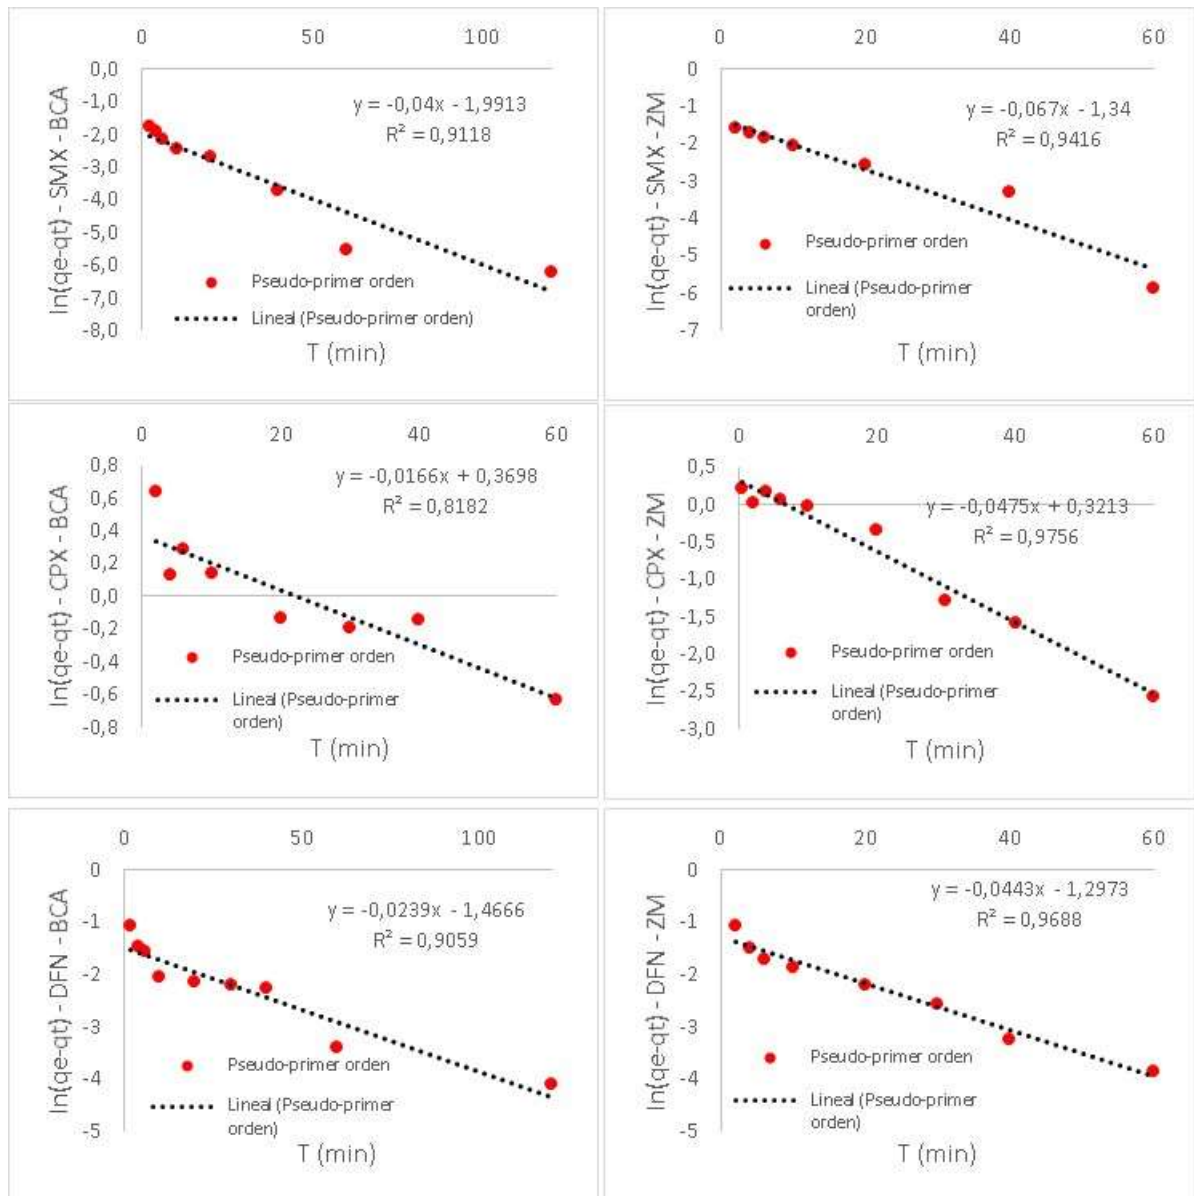 0 50 100
0,0
-1,0
-2,0
-3,0
-4,0
-5,0
-6,0
-7,0
-8,0
ln(qe-qt) - SMX - BCA
y = -0,04x - 1,9913
R² = 0,9118
Pseudo-primer orden
Lineal (Pseudo-primer orden)
T (min)
0 20 40 60
0
-1
-2
-3
-4
-5
-6
-7
ln(qe-qt) - SMX - ZM
y = -0,067x - 1,34
R² = 0,9416
Pseudo-primer orden
Lineal (Pseudo-primer
orden)
T (min)
0 20 40 60
0,8
0,6
0,4
0,2
0,0
-0,2
-0,4
-0,6
-0,8
ln(qe-qt) - CPX - BCA
y = -0,0166x + 0,3698
R² = 0,8182
Pseudo-primer orden
Lineal (Pseudo-primer
orden)
T (min)
0 20 40 60
0,5
0,0
-0,5
-1,0
-1,5
-2,0
-2,5
-3,0
ln(qe-qt) - CPX - ZM
y = -0,0475x + 0,3213
R² = 0,9756
Pseudo-primer orden
Lineal (Pseudo-primer
orden)
T (min)
0 50 100
0
-1
-2
-3
-4
-5
ln(qe-qt) - DFN - BCA
y = -0,0239x - 1,4666
R² = 0,9059
Pseudo-primer orden
Lineal (Pseudo-primer
orden)
T (min)
0 20 40 60
0
-1
-2
-3
-4
-5
ln(qe-qt) - DFN - ZM
y = -0,0443x - 1,2973
R² = 0,9688
Pseudo-primer orden
Lineal (Pseudo-primer
orden)
T (min)